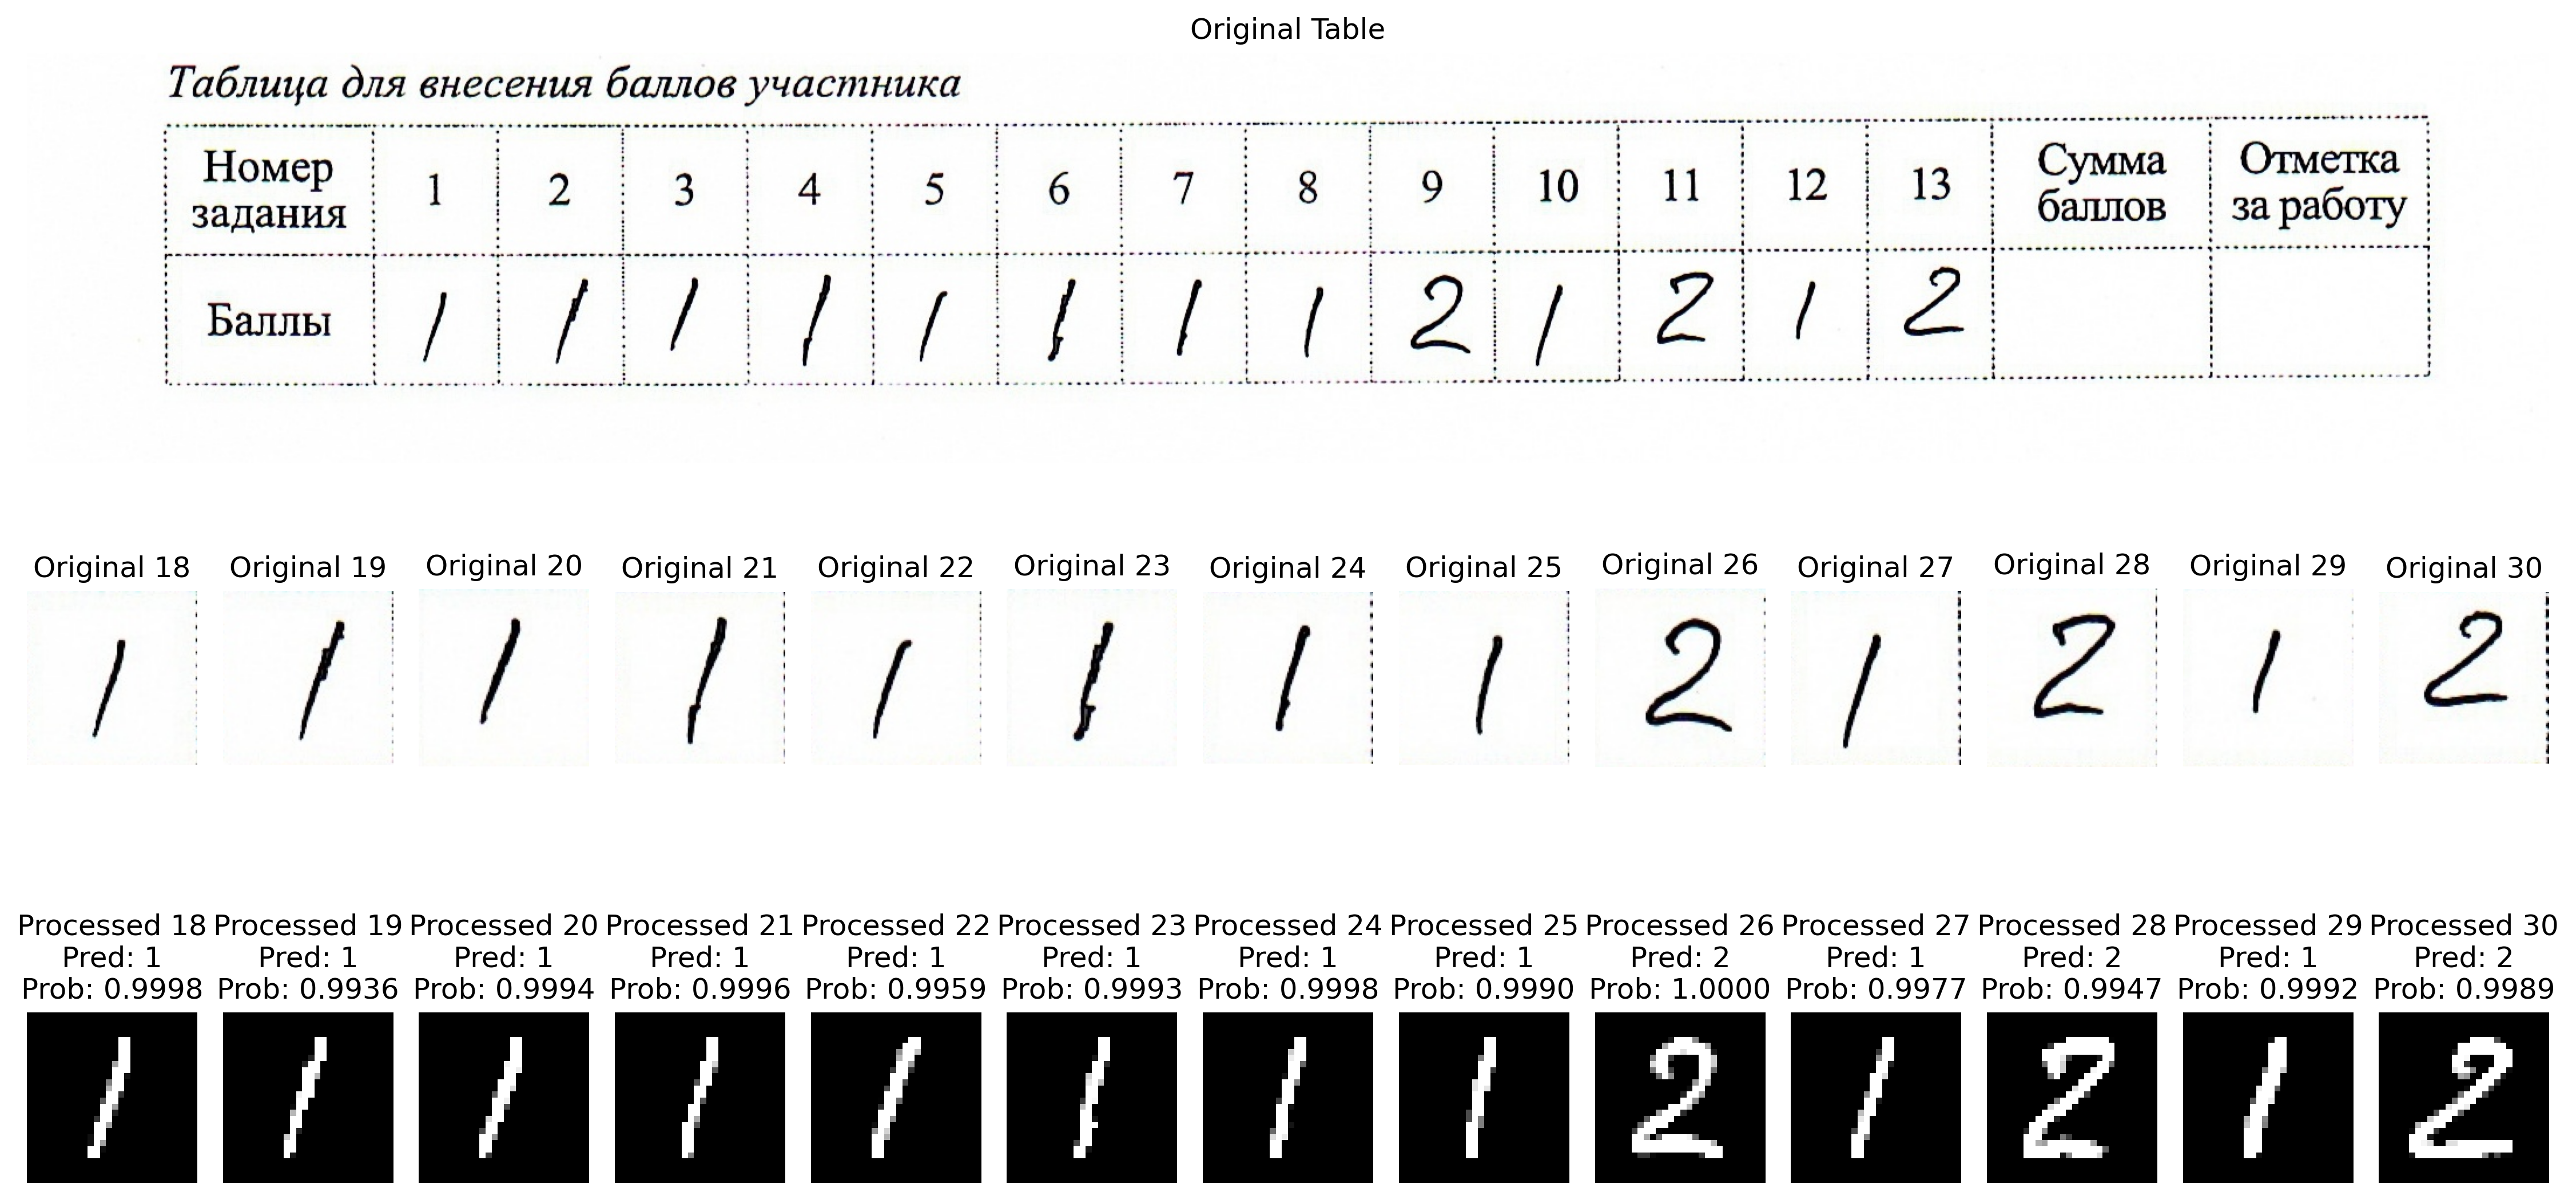 Original Table
Таблица для внесения баллов участника
Номер задания 1 2 3 4 5 6 7 8 9 10 11 12 13 Сумма баллов Отметка за работу
Баллы 1 1 1 1 1 1 1 1 2 1 2 1 2
Original 18 Original 19 Original 20 Original 21 Original 22 Original 23 Original 24 Original 25 Original 26 Original 27 Original 28 Original 29 Original 30
1 1 1 1 1 1 1 1 2 1 2 1 2
Processed 18 Processed 19 Processed 20 Processed 21 Processed 22 Processed 23 Processed 24 Processed 25 Processed 26 Processed 27 Processed 28 Processed 29 Processed 30
Pred: 1 Pred: 1 Pred: 1 Pred: 1 Pred: 1 Pred: 1 Pred: 1 Pred: 1 Pred: 2 Pred: 1 Pred: 2 Pred: 1 Pred: 2
Prob: 0.9998 Prob: 0.9936 Prob: 0.9994 Prob: 0.9996 Prob: 0.9959 Prob: 0.9993 Prob: 0.9998 Prob: 0.9990 Prob: 1.0000 Prob: 0.9977 Prob: 0.9947 Prob: 0.9992 Prob: 0.9989
1 1 1 1 1 1 1 1 2 1 2 1 2